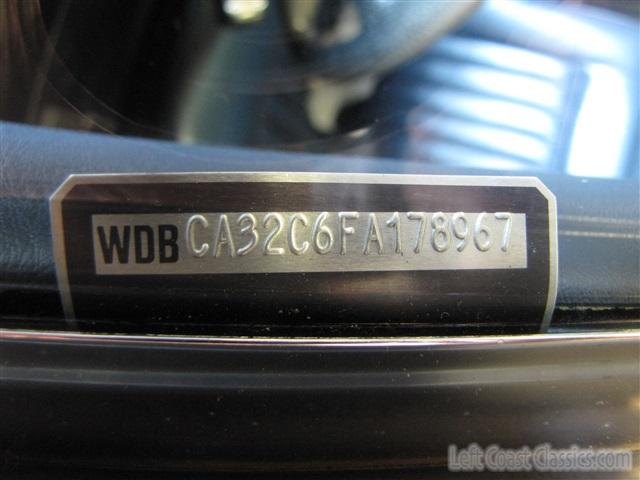 WDB CA32C6FA178967
Left Coast Classics.com